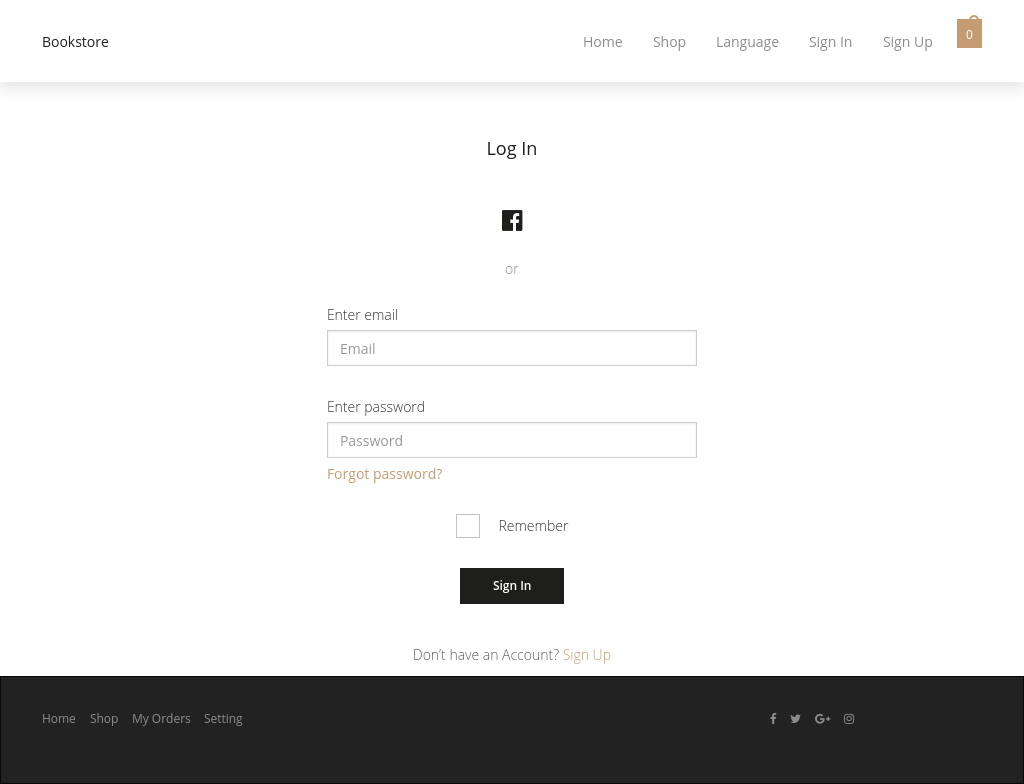 Bookstore
Home Shop Language Sign In Sign Up 0
Log In
or
Enter email
Email
Enter password
Password
Forgot password?
Remember
Sign In
Don't have an Account? Sign Up
Home Shop My Orders Setting